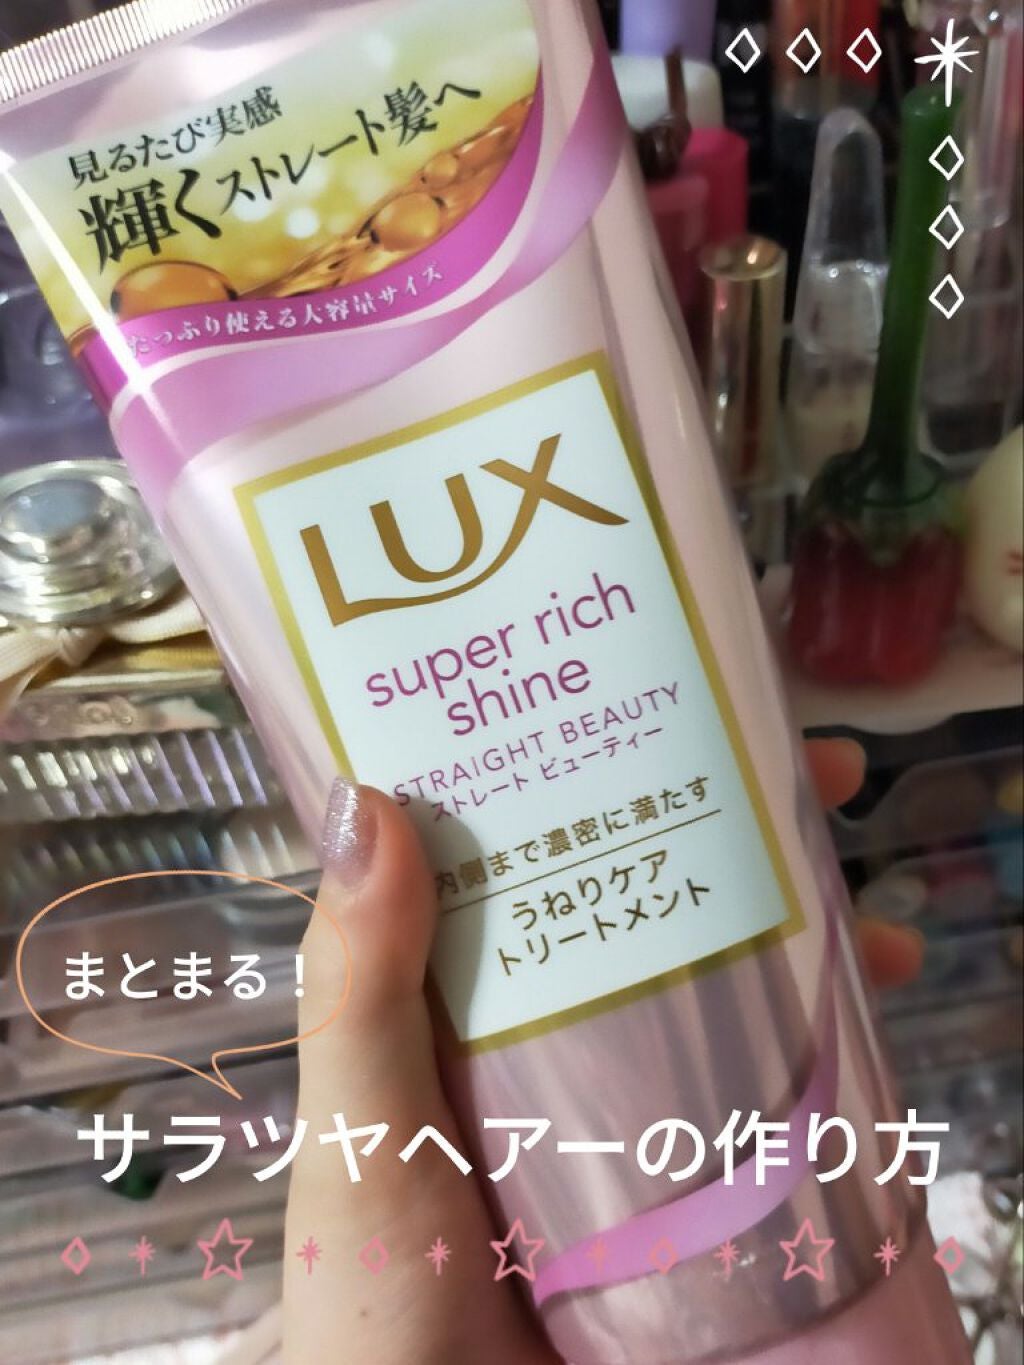 見るたび実感
輝くストレート髪へ
たっぷり使える大容量サイズ
LUX
super rich
shine
STRAIGHT BEAUTY
ストレート ビューティー
内側まで濃密に満たす
うねりケア
トリートメント
まとまる！
サラツヤヘアーの作り方